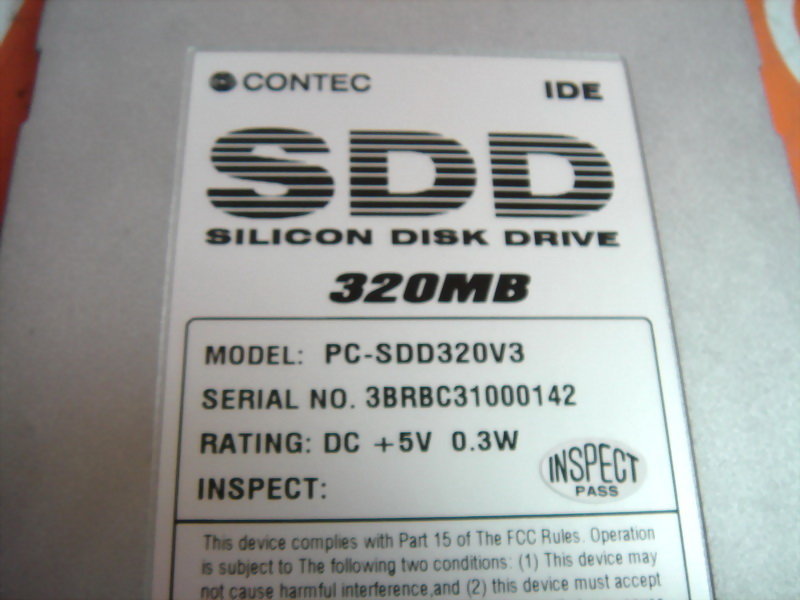 CONTEC
IDE
SDD
SILICON DISK DRIVE
320MB
MODEL: PC-SDD320V3
SERIAL NO. 3BRBC31000142
RATING: DC +5V 0.3W
INSPECT:
INSPECT
PASS
This device complies with Part 15 of The FCC Rules. Operation
is subject to The following two conditions: (1) This device may
not cause harmful interference,and (2) this device must accept